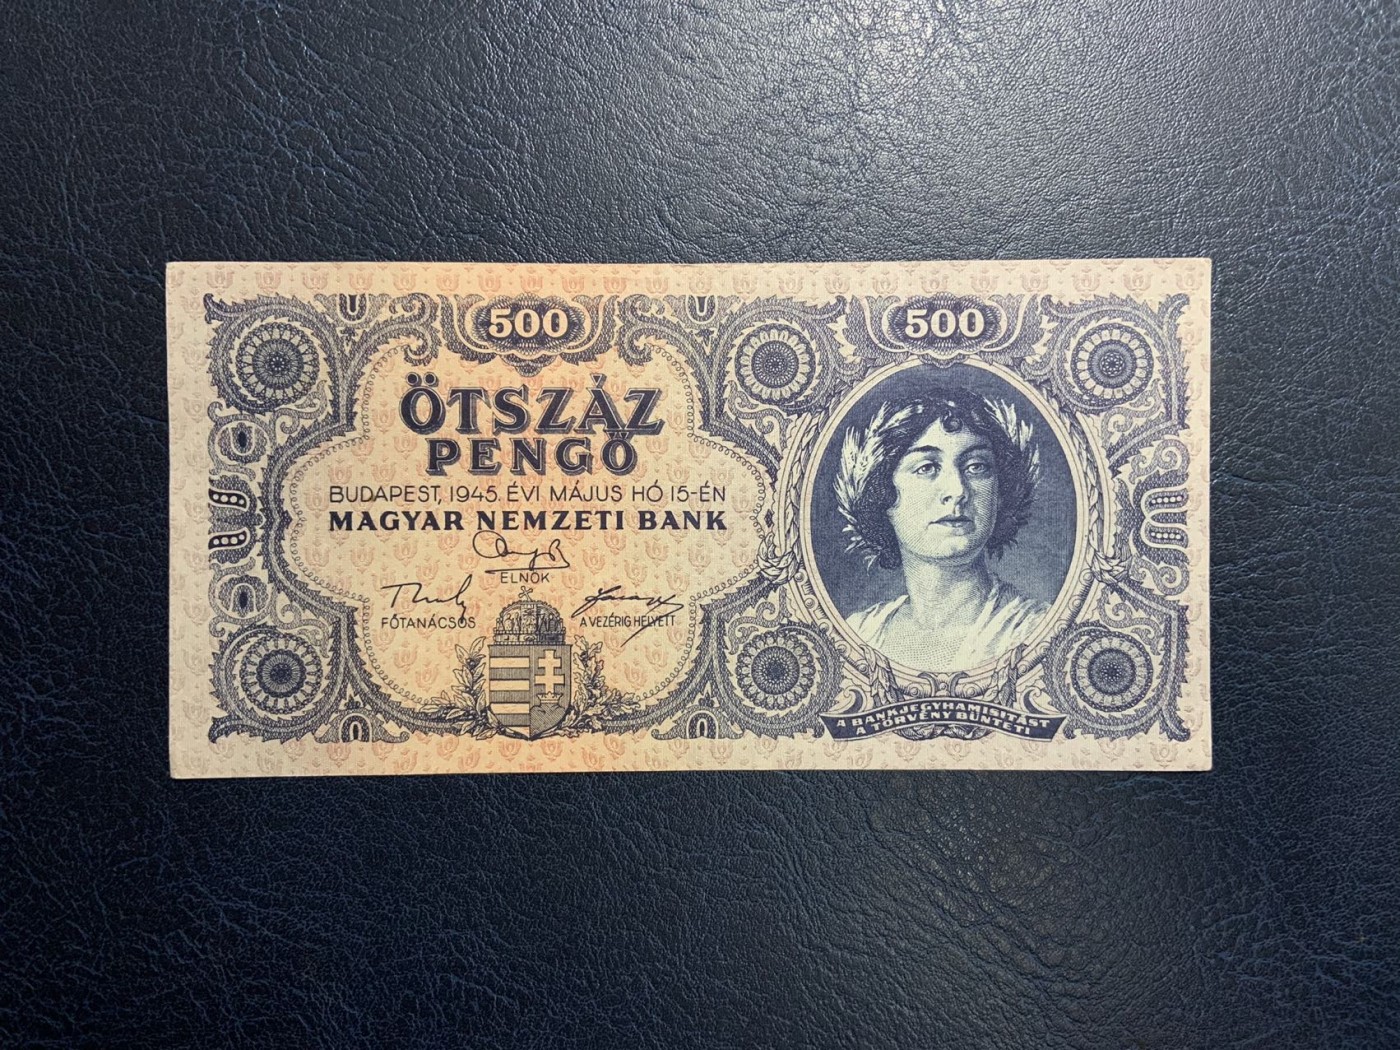 500
500
ÖTSZÁZ
PENGŐ
BUDAPEST, 1945. ÉVI MÁJUS HÓ 15-ÉN
MAGYAR NEMZETI BANK
ELNÖK
FŐTANÁCSOS
A VEZÉRIG HELYETT
A BANKJEGYHAMISITÁST
A TÖRVÉNY BÜNTETI